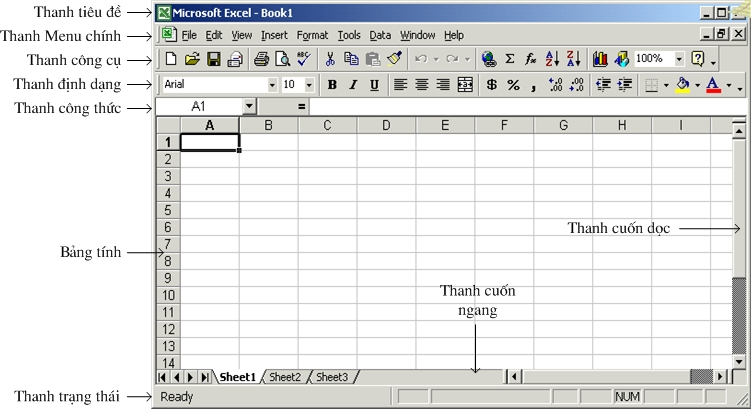 Thanh tiêu đề
Microsoft Excel - Book1
Thanh Menu chính
File Edit View Insert Format Tools Data Window Help
Thanh công cụ
100%
Thanh định dạng
Arial 10 B I U $ % ,
Thanh công thức
A1 =
A B C D E F G H I
1
2
3
4
5
6
Thanh cuốn dọc
7
Bảng tính
8
9
10
Thanh cuốn
ngang
11
12
13
14
Sheet1 Sheet2 Sheet3
Thanh trạng thái
Ready NUM